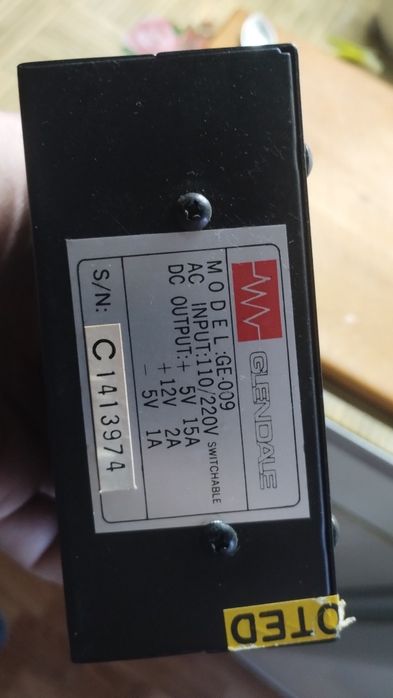 GLENDALE
MODEL:GE-009
AC INPUT:110/220V SWITCHABLE
DC OUTPUT:+ 5V 15A
+12V 2A
- 5V 1A
S/N: C1413974
OTED